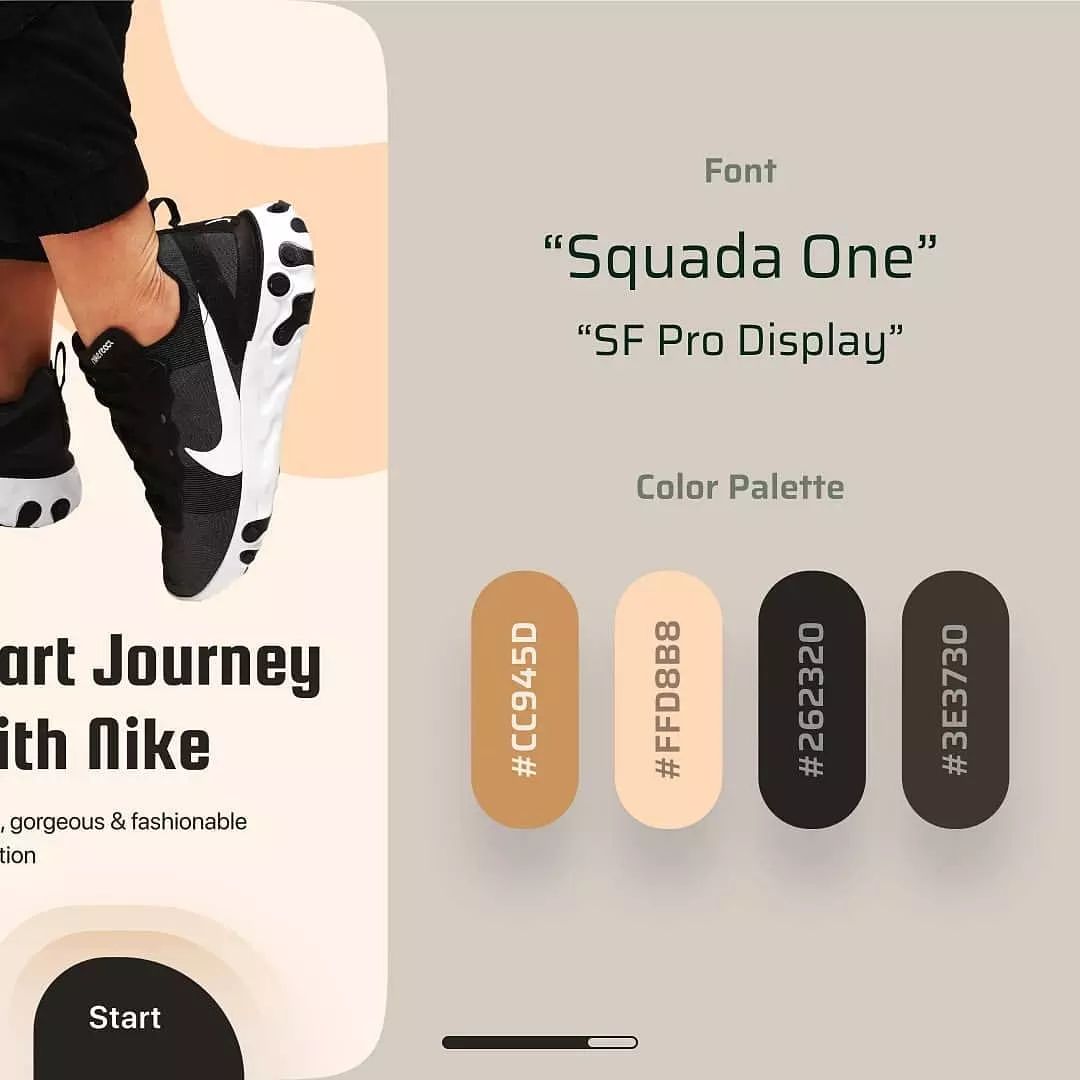 Font
“Squada One”
“SF Pro Display”
Color Palette
#CC945D
#FFD8B8
#262320
#3E3730
art Journey
ith Nike
, gorgeous & fashionable
tion
Start